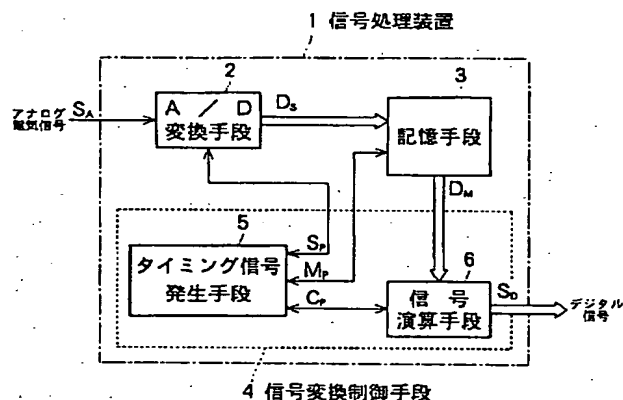 1 信号処理装置
2
3
アナログ
電気信号
SA
A / D
変換手段
DS
記憶手段
DM
5
SP
タイミング信号
発生手段
MP
CP
6
信 号
演算手段
SD
デジタル
信号
4 信号変換制御手段